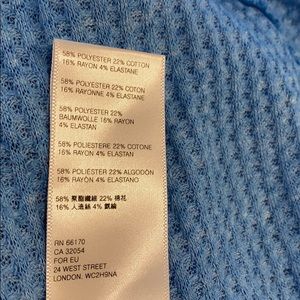 58% POLYESTER 22% COTTON
16% RAYON 4% ELASTANE
58% POLYESTER 22% COTON
16% RAYONNE 4% ELASTANE
58% POLYESTER 22%
BAUMWOLLE 16% RAYON
4% ELASTAN
58% POLIESTERE 22% COTONE
16% RAYON 4% ELASTANE
58% POLIÉSTER 22% ALGODÓN
16% RAYÓN 4% ELASTANO
58% 聚酯纖維 22% 棉花
16% 人造絲 4% 氨綸
RN 66170
CA 32054
FOR EU
24 WEST STREET
LONDON, WC2H9NA